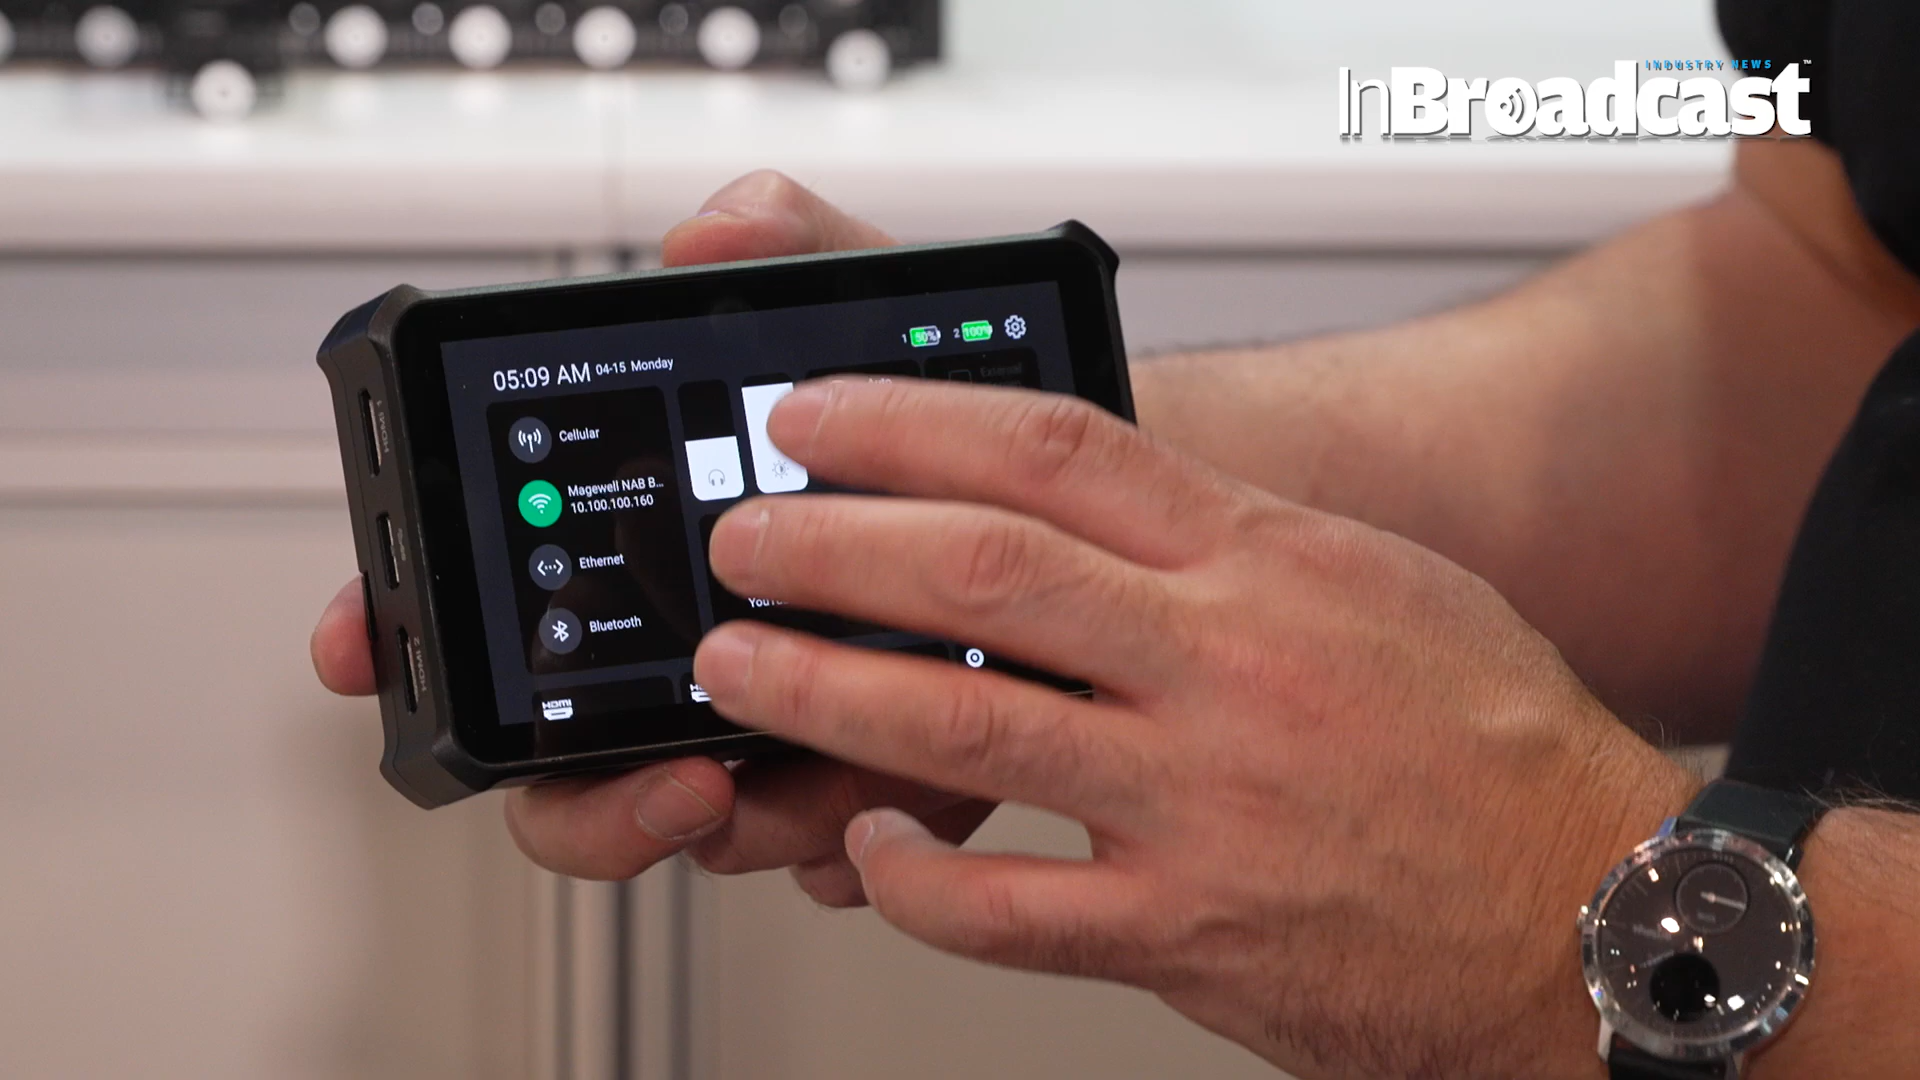 INDUSTRY NEWS
InBroadcast™
05:09 AM 04-15 Monday
1 50% 2 100%
Cellular
Magewell NAB B...
10.100.100.160
Ethernet
Bluetooth
HDMI
HDMI 1
HDMI 2